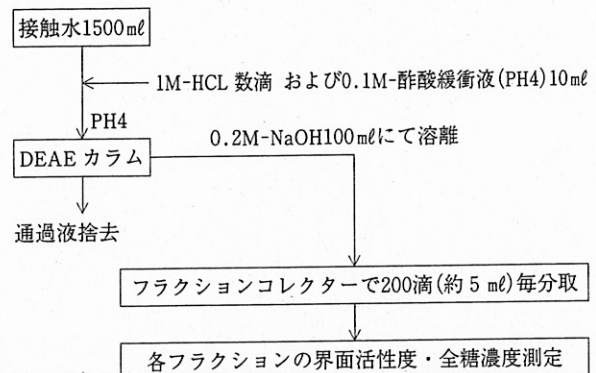 接触水1500mℓ
1M-HCL 数滴 および0.1M-酢酸緩衝液(PH4)10mℓ
PH4
0.2M-NaOH100mℓにて溶離
DEAE カラム
通過液捨去
フラクションコレクターで200滴(約5mℓ)毎分取
各フラクションの界面活性度・全糖濃度測定